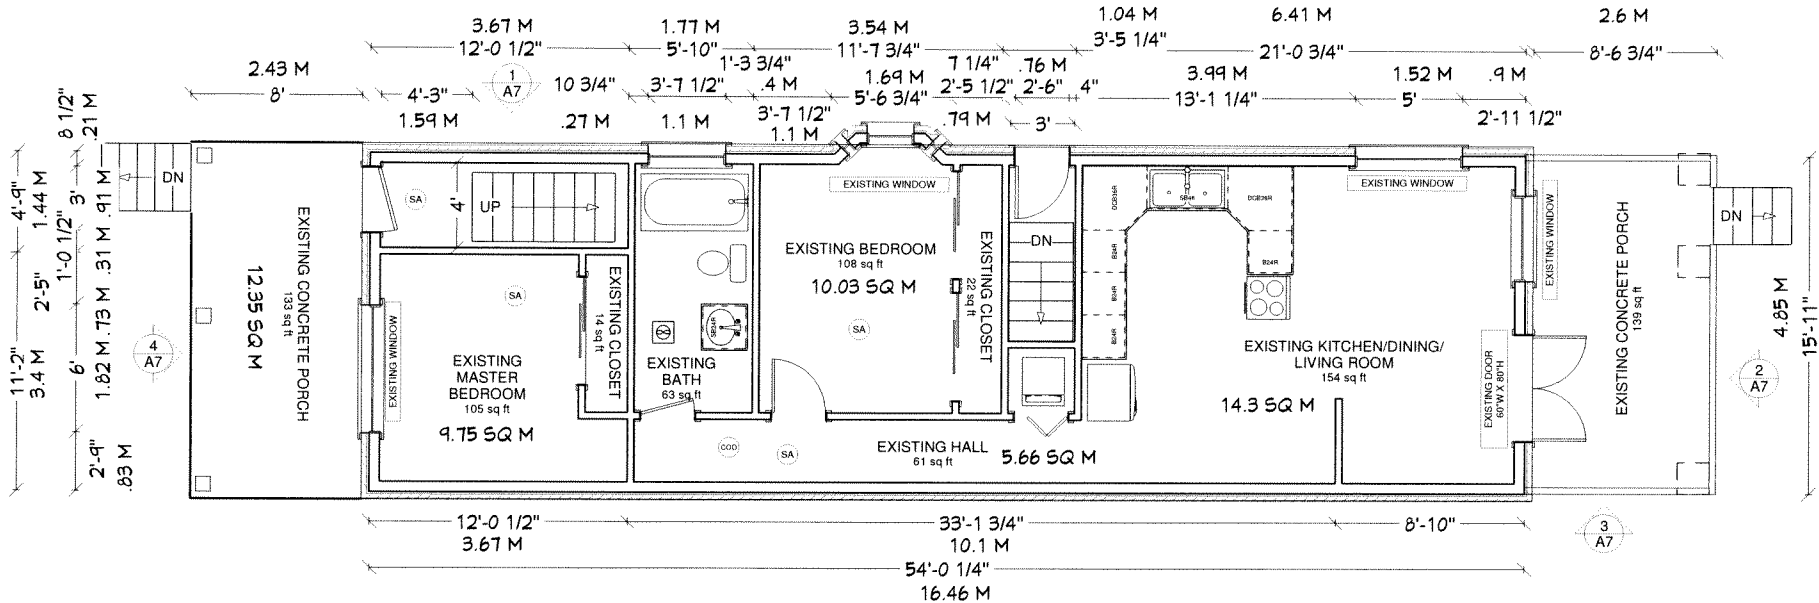 3.67 M
1.77 M
3.54 M
1.04 M
6.41 M
2.6 M
12'-0 1/2"
5'-10"
11'-7 3/4"
3'-5 1/4"
21'-0 3/4"
8'-6 3/4"
2.43 M
1
A7
10 3/4"
1'-3 3/4"
1.69 M
7 1/4"
.76 M
3.99 M
1.52 M
.9 M
8'
4'-3"
3'-7 1/2"
.4 M
5'-6 3/4"
2'-5 1/2"
2'-6"
4"
13'-1 1/4"
5'
1.59 M
.27 M
1.1 M
3'-7 1/2"
1.1 M
.79 M
3'
2'-11 1/2"
8 1/2"
.21 M
4'-9"
1.44 M
3'
.91 M
1'-0 1/2"
.31 M
2'-5"
.73 M
11'-2"
3.4 M
6'
1.82 M
2'-9"
.83 M
DN
4
A7
EXISTING CONCRETE PORCH
133 sq ft
12.35 SQ M
SA
4'
UP
EXISTING WINDOW
SA
EXISTING
MASTER
BEDROOM
105 sq ft
9.75 SQ M
EXISTING CLOSET
14 sq ft
EXISTING
BATH
63 sq ft
SB24R
EXISTING WINDOW
EXISTING BEDROOM
108 sq ft
10.03 SQ M
SA
EXISTING CLOSET
22 sq ft
DN
DCB36R
SB4R
DCB36R
B24R
B24R
B24R
B24R
EXISTING WINDOW
EXISTING KITCHEN/DINING/
LIVING ROOM
154 sq ft
14.3 SQ M
COD
SA
EXISTING HALL
61 sq ft
5.66 SQ M
EXISTING WINDOW
EXISTING DOOR
60"W X 80"H
EXISTING CONCRETE PORCH
139 sq ft
DN
4.85 M
15'-11"
2
A7
3
A7
12'-0 1/2"
33'-1 3/4"
8'-10"
3.67 M
10.1 M
54'-0 1/4"
16.46 M